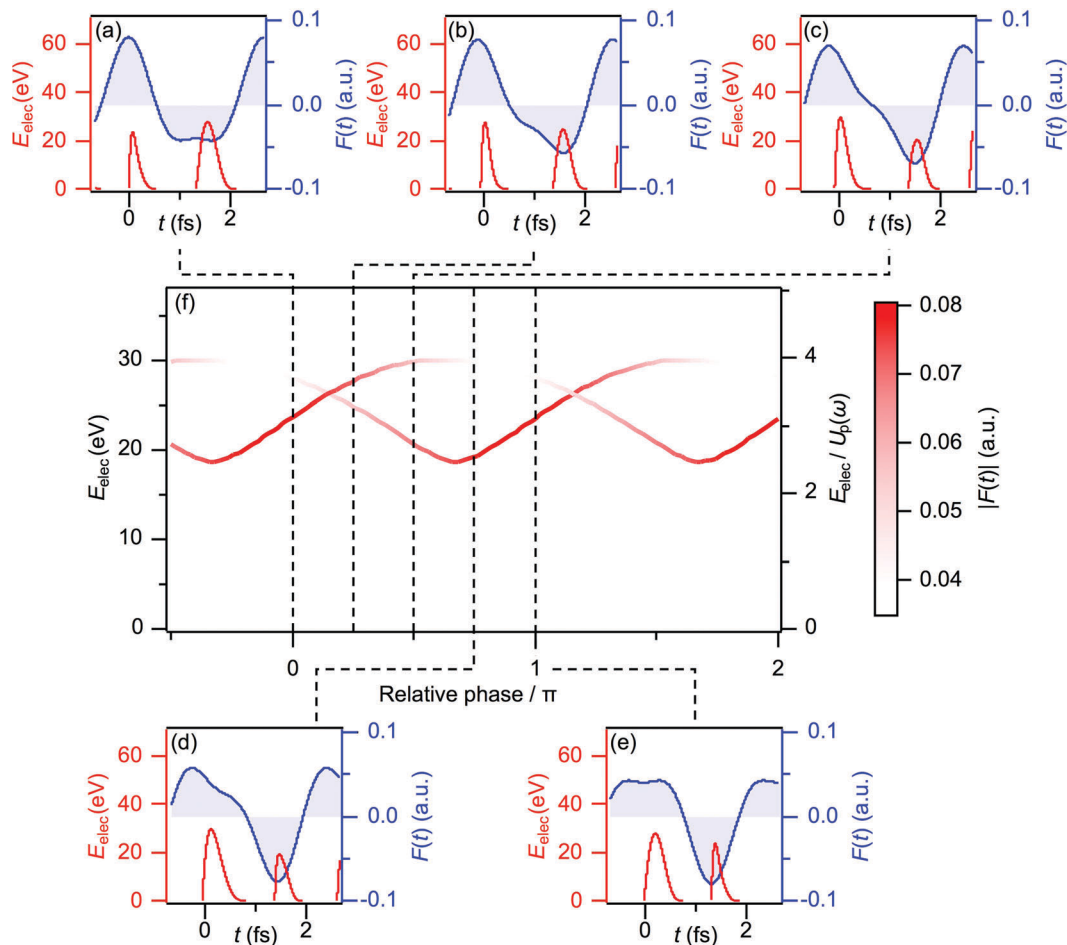 (a)
60
40
20
0
E_elec (eV)
0.1
0.0
-0.1
F(t) (a.u.)
0
2
t (fs)
(b)
60
40
20
0
E_elec (eV)
0.1
0.0
-0.1
F(t) (a.u.)
0
2
t (fs)
(c)
60
40
20
0
E_elec (eV)
0.1
0.0
-0.1
F(t) (a.u.)
0
2
t (fs)
(f)
30
20
10
0
E_elec (eV)
4
2
0
E_elec / U_p(ω)
0
1
2
Relative phase / π
0.08
0.07
0.06
0.05
0.04
|F(t)| (a.u.)
(d)
60
40
20
0
E_elec (eV)
0.1
0.0
-0.1
F(t) (a.u.)
0
2
t (fs)
(e)
60
40
20
0
E_elec (eV)
0.1
0.0
-0.1
F(t) (a.u.)
0
2
t (fs)